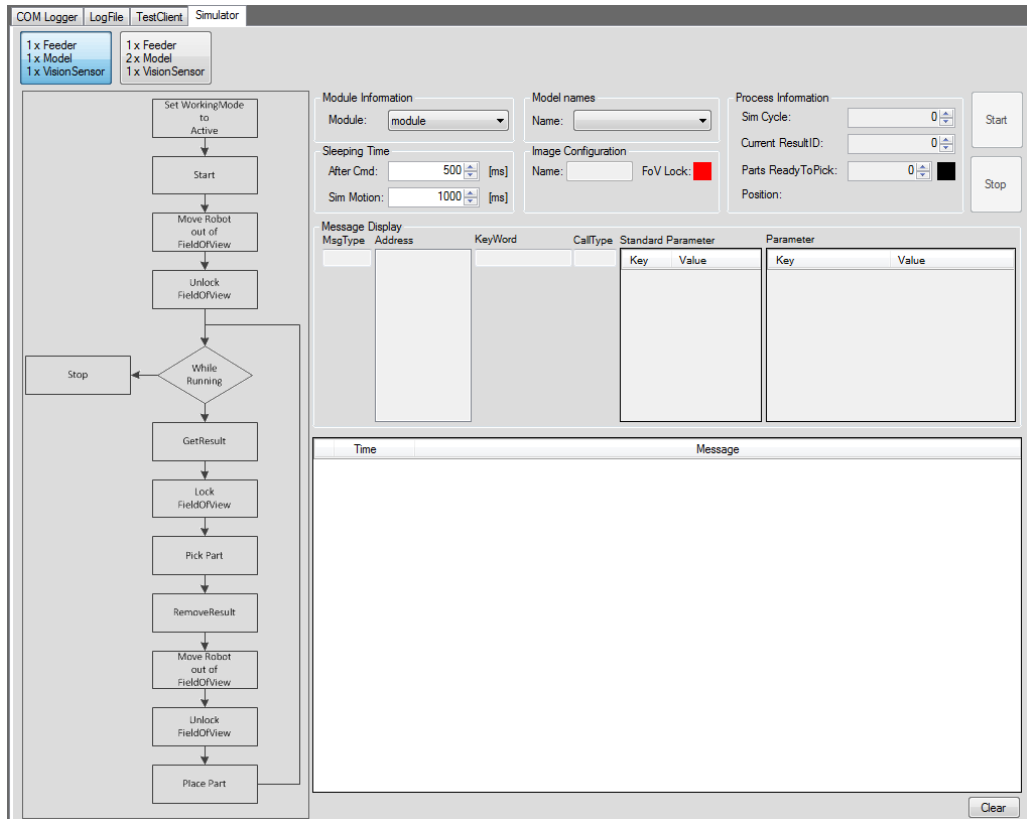 COM Logger LogFile TestClient Simulator
1 x Feeder
1 x Model
1 x VisionSensor
1 x Feeder
2 x Model
1 x VisionSensor
Set WorkingMode
to
Active
Start
Move Robot
out of
FieldOfView
Unlock
FieldOfView
While
Running
Stop
GetResult
Lock
FieldOfView
Pick Part
RemoveResult
Move Robot
out of
FieldOfView
Unlock
FieldOfView
Place Part
Module Information
Module: module
Sleeping Time
After Cmd: 500 [ms]
Sim Motion: 1000 [ms]
Model names
Name:
Image Configuration
Name: FoV Lock:
Process Information
Sim Cycle: 0
Current ResultID: 0
Parts ReadyToPick: 0
Position:
Start
Stop
Message Display
MsgType Address KeyWord CallType Standard Parameter Parameter
Key Value Key Value
Time Message
Clear